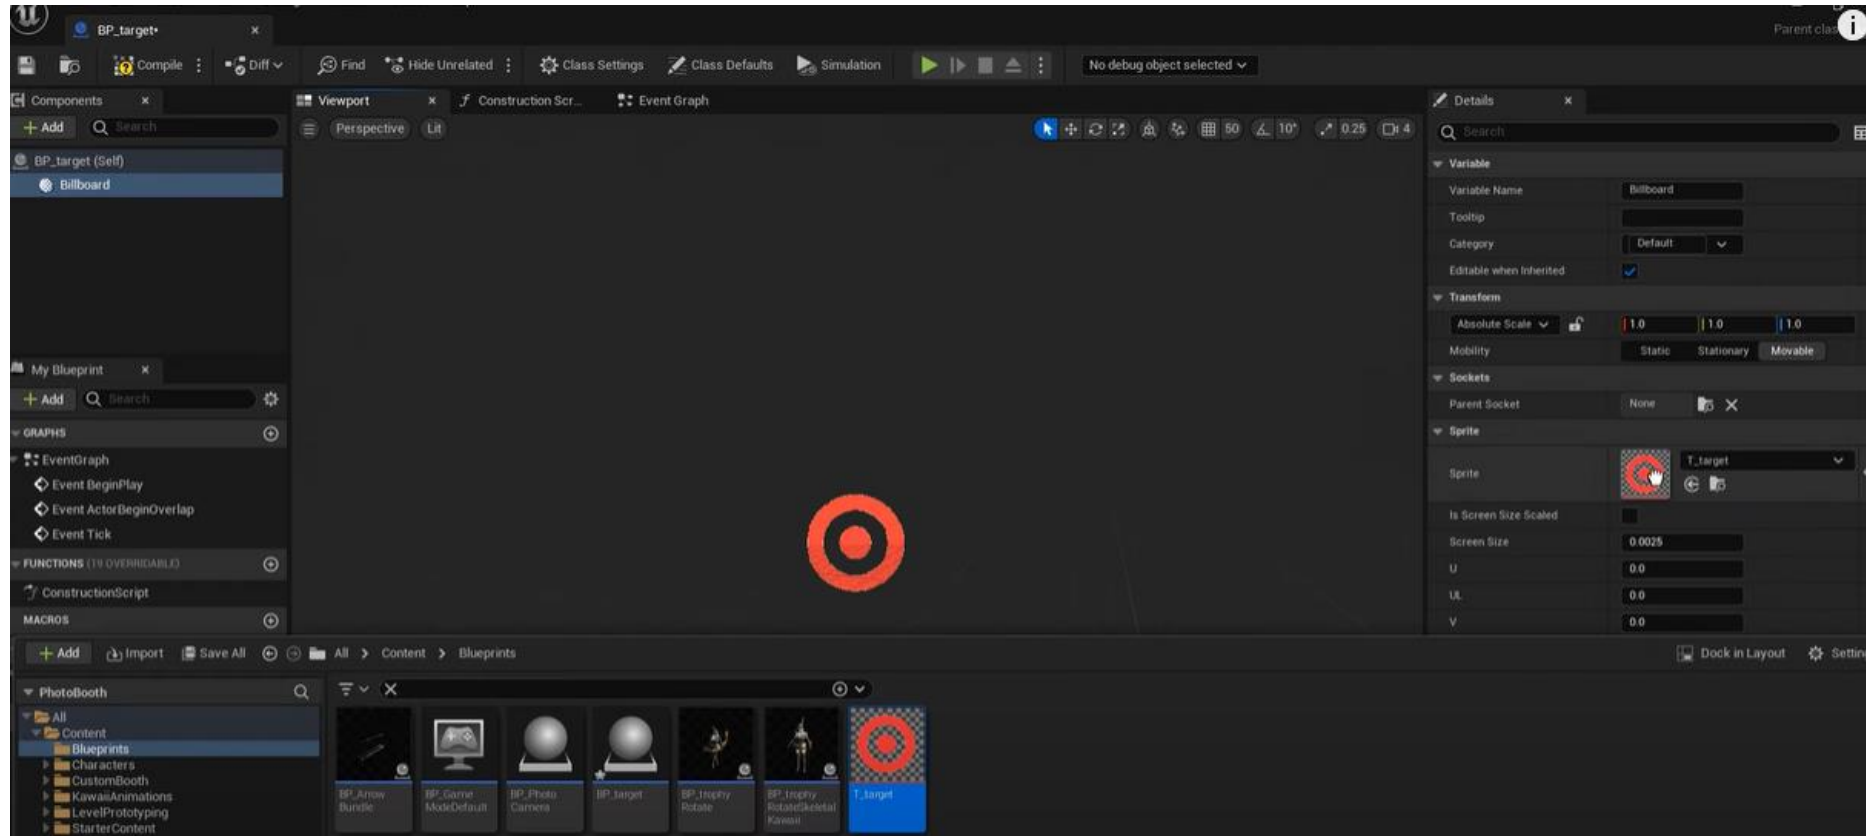 BP_target•
Parent clas
Compile
Diff
Find
Hide Unrelated
Class Settings
Class Defaults
Simulation
No debug object selected
Components
+ Add
Search
BP_target (Self)
Billboard
Viewport
Construction Scr...
Event Graph
Perspective
Lit
50
10°
0.25
4
Details
Search
Variable
Variable Name
Billboard
Tooltip
Category
Default
Editable when Inherited
Transform
Absolute Scale
1.0
1.0
1.0
Mobility
Static
Stationary
Movable
Sockets
Parent Socket
None
Sprite
Sprite
T_target
Is Screen Size Scaled
Screen Size
0.0025
U
0.0
UL
0.0
V
0.0
My Blueprint
+ Add
Search
GRAPHS
EventGraph
Event BeginPlay
Event ActorBeginOverlap
Event Tick
FUNCTIONS (19 OVERRIDABLE)
ConstructionScript
MACROS
+ Add
Import
Save All
All > Content > Blueprints
Dock in Layout
Setting
PhotoBooth
All
Content
Blueprints
Characters
CustomBooth
KawaiiAnimations
LevelPrototyping
StarterContent
BP_Arrow
Bundle
BP_Game
ModeDefault
BP_Photo
Camera
BP_target
BP_trophy
Rotate
BP_trophy
RotateSkeletal
Kawaii
T_target